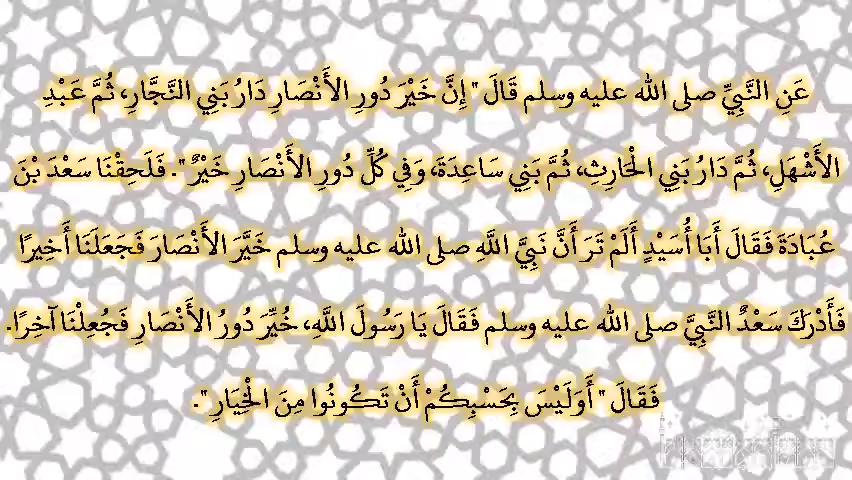 عَنِ النَّبِيِّ صلى الله عليه وسلم قَالَ " إِنَّ خَيْرَ دُورِ الأَنْصَارِ دَارُ بَنِي النَّجَّارِ، ثُمَّ عَبْدِ
الأَشْهَلِ، ثُمَّ دَارُ بَنِي الْحَارِثِ، ثُمَّ بَنِي سَاعِدَةَ، وَفِي كُلِّ دُورِ الأَنْصَارِ خَيْرٌ ". فَلَحِقْنَا سَعْدَ بْنَ
عُبَادَةَ فَقَالَ أَبَا أُسَيْدٍ أَلَمْ تَرَ أَنَّ نَبِيَّ اللَّهِ صلى الله عليه وسلم خَيَّرَ الأَنْصَارَ فَجَعَلَنَا أَخِيرًا
فَأَدْرَكَ سَعْدٌ النَّبِيَّ صلى الله عليه وسلم فَقَالَ يَا رَسُولَ اللَّهِ، خُيِّرَ دُورُ الأَنْصَارِ فَجُعِلْنَا آخِرًا.
فَقَالَ " أَوَلَيْسَ بِحَسْبِكُمْ أَنْ تَكُونُوا مِنَ الْخِيَارِ ".